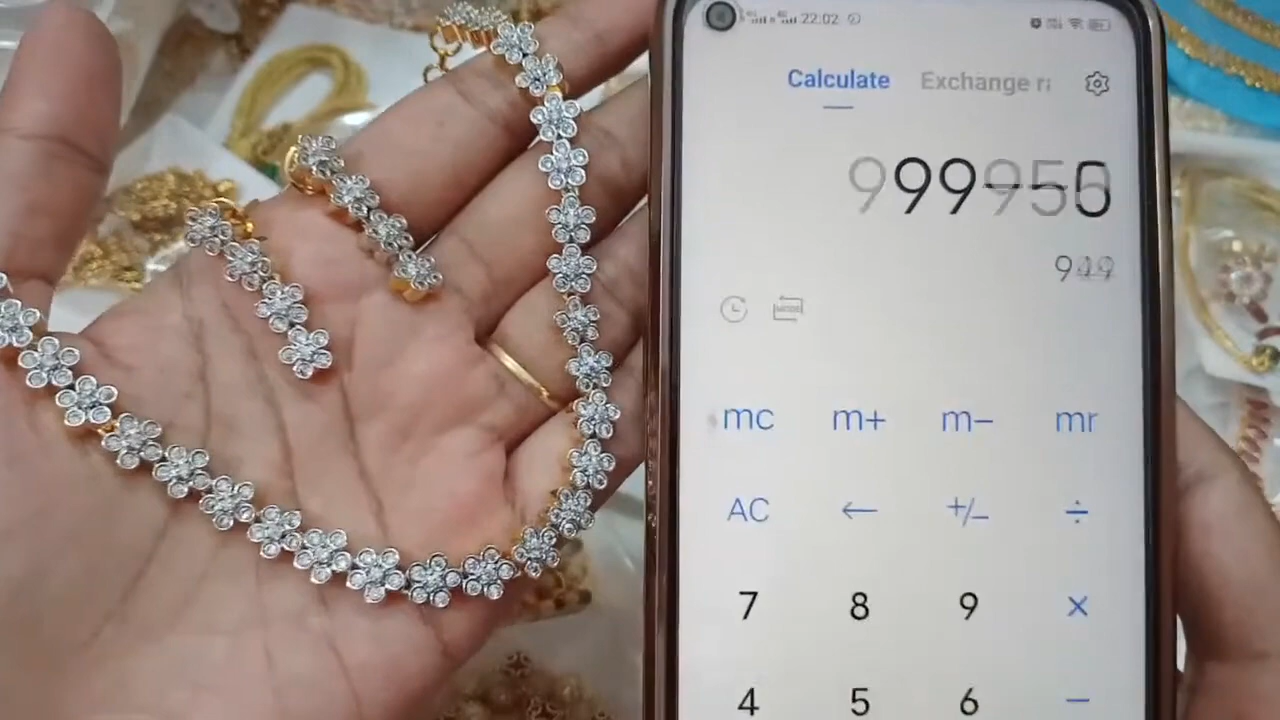 22:02
Calculate Exchange r
mc m+ m− mr
AC ← +/− ÷
7 8 9 ×
4 5 6 −